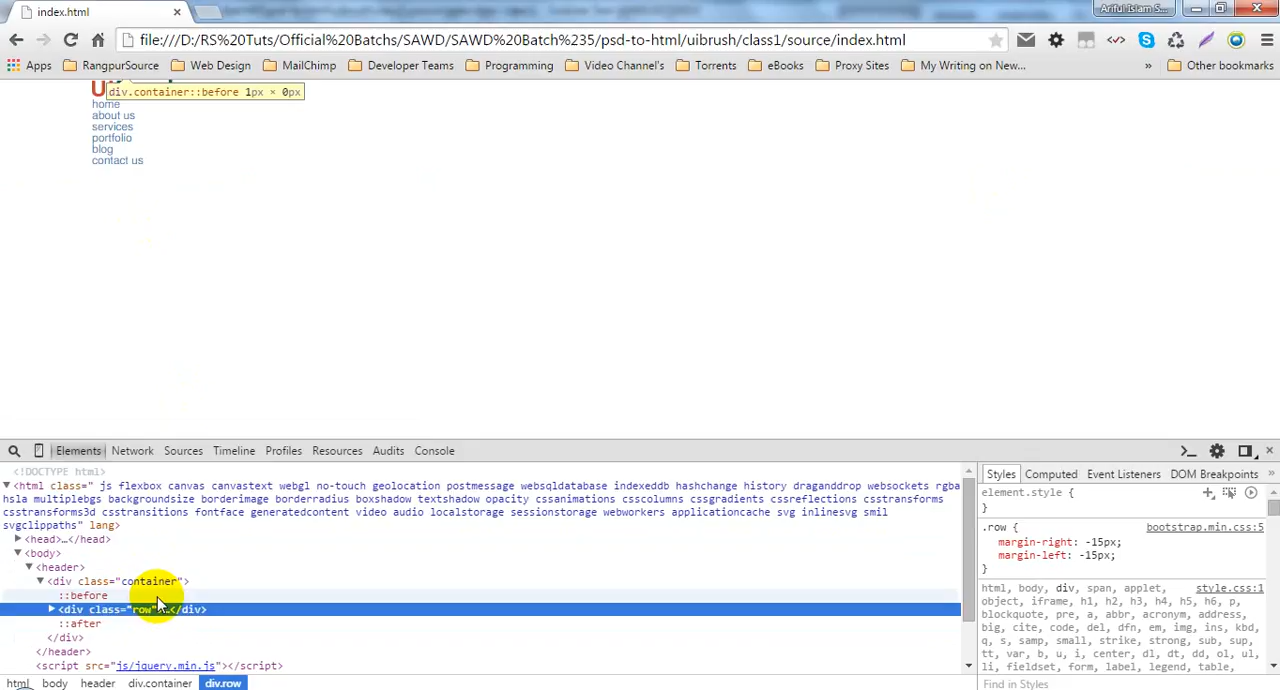 index.html
Ariful Islam S...
file:///D:/RS%20Tuts/Official%20Batchs/SAWD/SAWD%20Batch%235/psd-to-html/uibrush/class1/source/index.html
Apps RangpurSource Web Design MailChimp Developer Teams Programming Video Channel's Torrents eBooks Proxy Sites My Writing on New... » Other bookmarks
U
div.container::before 1px × 0px
home
about us
services
portfolio
blog
contact us
Elements Network Sources Timeline Profiles Resources Audits Console
<!DOCTYPE html>
<html class=" js flexbox canvas canvastext webgl no-touch geolocation postmessage websqldatabase indexeddb hashchange history draganddrop websockets rgba
hsla multiplebgs backgroundsize borderimage borderradius boxshadow textshadow opacity cssanimations csscolumns cssgradients cssreflections csstransforms
csstransforms3d csstransitions fontface generatedcontent video audio localstorage sessionstorage webworkers applicationcache svg inlinesvg smil
svgclippaths" lang>
<head>…</head>
<body>
<header>
<div class="container">
::before
<div class="row">…</div>
::after
</div>
</header>
<script src="js/jquery.min.js"></script>
html body header div.container div.row
Styles Computed Event Listeners DOM Breakpoints »
element.style {
}
.row { bootstrap.min.css:5
margin-right: -15px;
margin-left: -15px;
}
html, body, div, span, applet, style.css:1
object, iframe, h1, h2, h3, h4, h5, h6, p,
blockquote, pre, a, abbr, acronym, address,
big, cite, code, del, dfn, em, img, ins, kbd,
q, s, samp, small, strike, strong, sub, sup,
tt, var, b, u, i, center, dl, dt, dd, ol, ul,
li, fieldset, form, label, legend, table,
Find in Styles